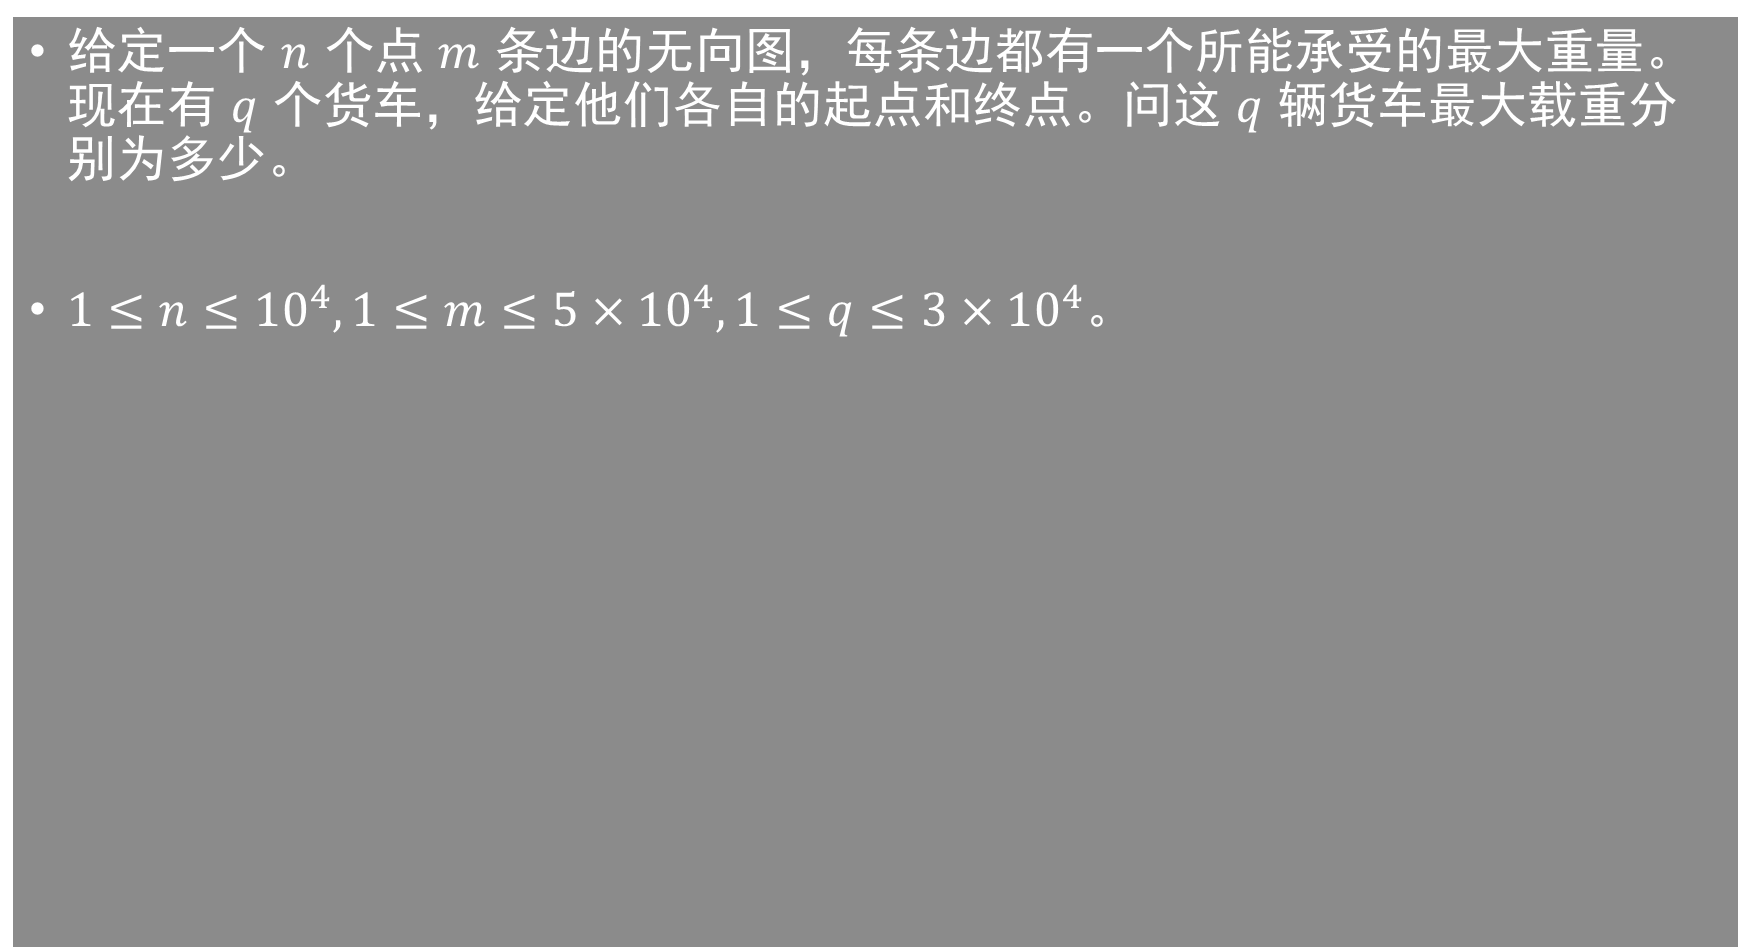 • 给定一个 n 个点 m 条边的无向图，每条边都有一个所能承受的最大重量。
现在有 q 个货车，给定他们各自的起点和终点。问这 q 辆货车最大载重分
别为多少。
• 1 ≤ n ≤ 10⁴, 1 ≤ m ≤ 5 × 10⁴, 1 ≤ q ≤ 3 × 10⁴。